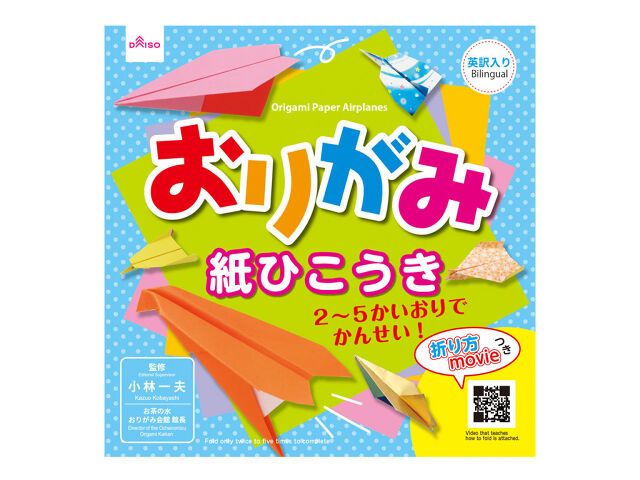 DAISO
英訳入り
Bilingual
Origami Paper Airplanes
おりがみ
紙ひこうき
2〜5かいおりで
かんせい!
折り方
movie
つき
監修
Editorial Supervisor
小林一夫
Kazuo Kobayashi
お茶の水
おりがみ会館 館長
Director of the Ochanomizu
Origami Kaikan
Fold only twice to five times to complete
Video that teaches
how to fold is attached.